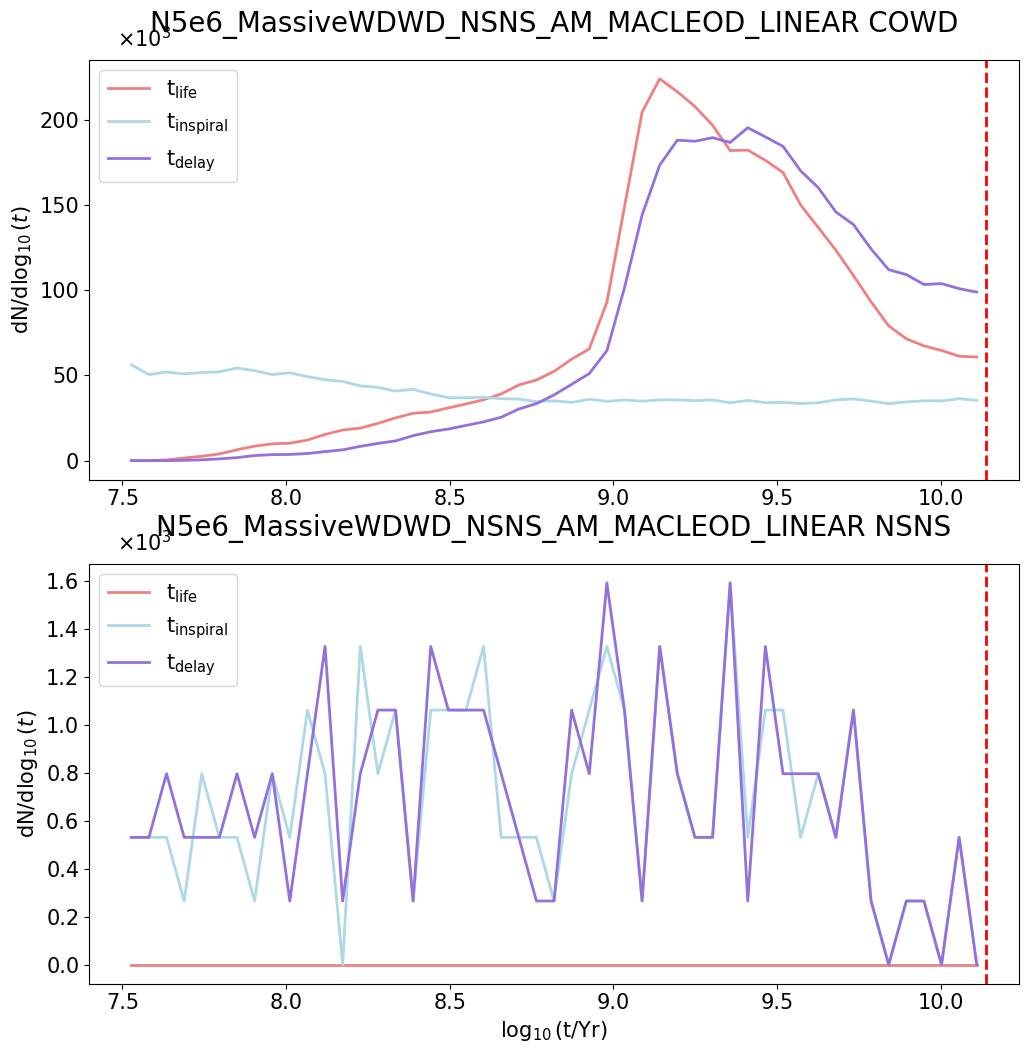 N5e6_MassiveWDWD_NSNS_AM_MACLEOD_LINEAR COWD
×10³
t_life
t_inspiral
t_delay
dN/dlog₁₀(t)
200
150
100
50
0
7.5 8.0 8.5 9.0 9.5 10.0
N5e6_MassiveWDWD_NSNS_AM_MACLEOD_LINEAR NSNS
×10³
t_life
t_inspiral
t_delay
dN/dlog₁₀(t)
1.6
1.4
1.2
1.0
0.8
0.6
0.4
0.2
0.0
7.5 8.0 8.5 9.0 9.5 10.0
log₁₀(t/Yr)